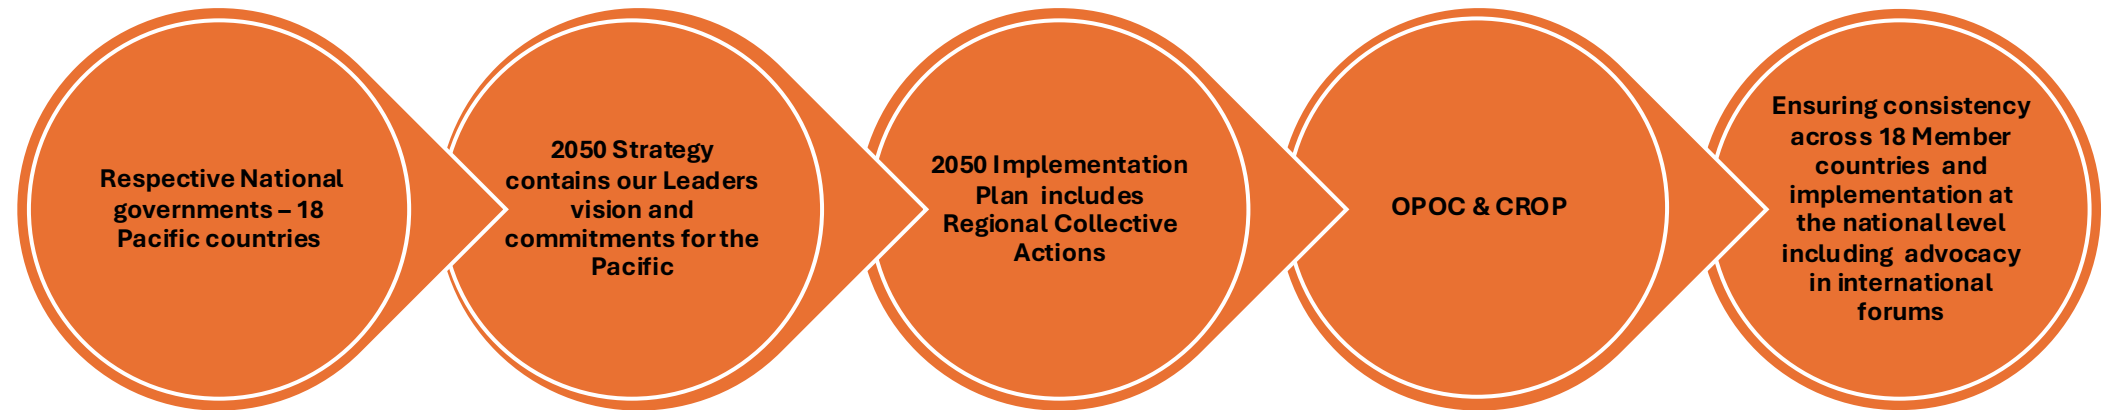 Respective National
governments – 18
Pacific countries
2050 Strategy
contains our Leaders
vision and
commitments for the
Pacific
2050 Implementation
Plan includes
Regional Collective
Actions
OPOC & CROP
Ensuring consistency
across 18 Member
countries and
implementation at
the national level
including advocacy
in international
forums